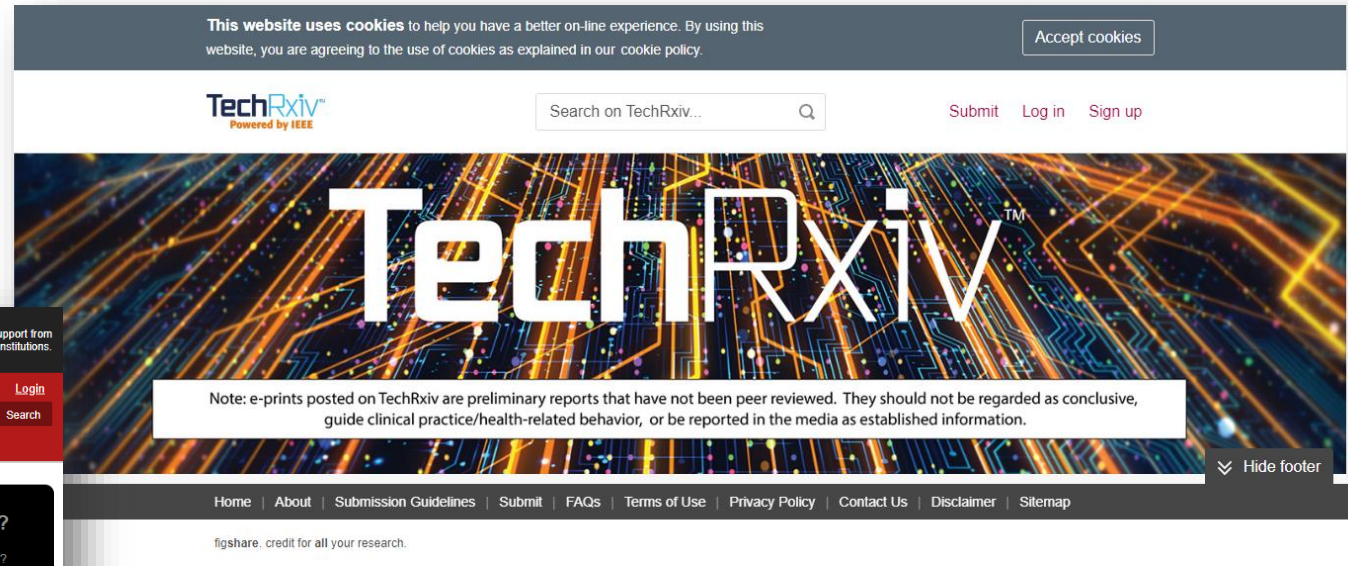 This website uses cookies to help you have a better on-line experience. By using this
website, you are agreeing to the use of cookies as explained in our cookie policy.
Accept cookies
TechRxiv™
Powered by IEEE
Search on TechRxiv...
Submit Log in Sign up
TechRxiv™
Note: e-prints posted on TechRxiv are preliminary reports that have not been peer reviewed. They should not be regarded as conclusive,
guide clinical practice/health-related behavior, or be reported in the media as established information.
Hide footer
Home | About | Submission Guidelines | Submit | FAQs | Terms of Use | Privacy Policy | Contact Us | Disclaimer | Sitemap
figshare. credit for all your research.
support from
institutions.
Login
Search
?
?